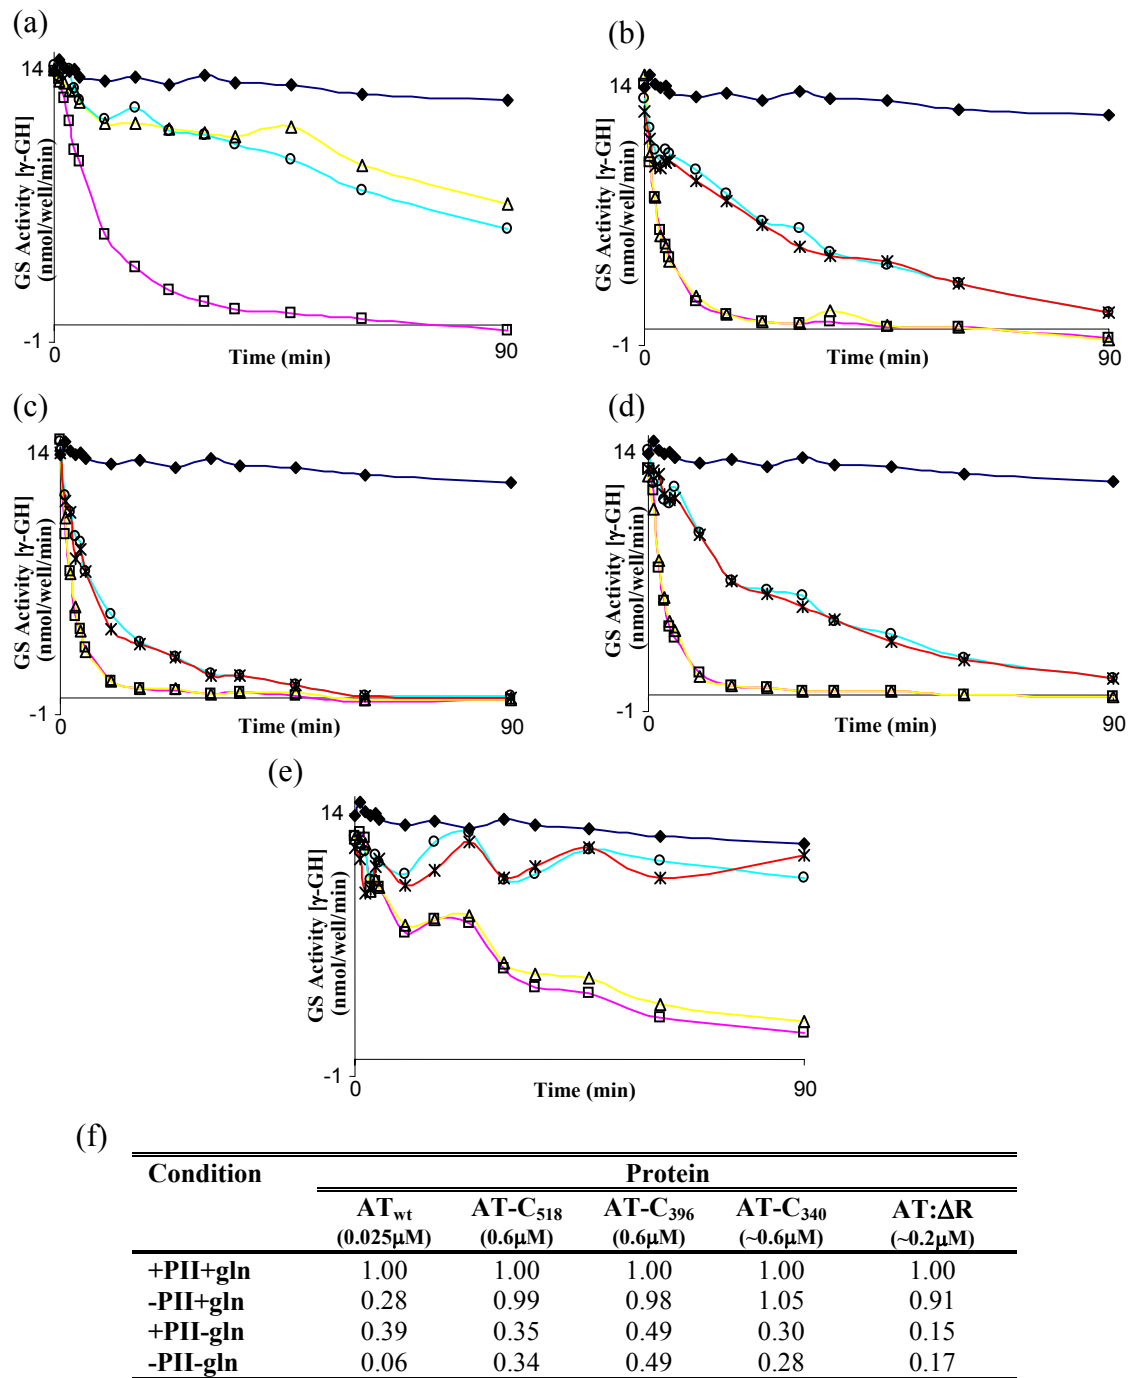 (a)
14
GS Activity [γ-GH]
(nmol/well/min)
-1
0
Time (min)
90
(b)
14
GS Activity [γ-GH]
(nmol/well/min)
-1
0
Time (min)
90
(c)
14
GS Activity [γ-GH]
(nmol/well/min)
-1
0
Time (min)
90
(d)
14
GS Activity [γ-GH]
(nmol/well/min)
-1
0
Time (min)
90
(e)
14
GS Activity [γ-GH]
(nmol/well/min)
-1
0
Time (min)
90
(f)
Condition Protein
ATwt AT-C518 AT-C396 AT-C340 AT:ΔR
(0.025μM) (0.6μM) (0.6μM) (~0.6μM) (~0.2μM)
+PII+gln 1.00 1.00 1.00 1.00 1.00
-PII+gln 0.28 0.99 0.98 1.05 0.91
+PII-gln 0.39 0.35 0.49 0.30 0.15
-PII-gln 0.06 0.34 0.49 0.28 0.17